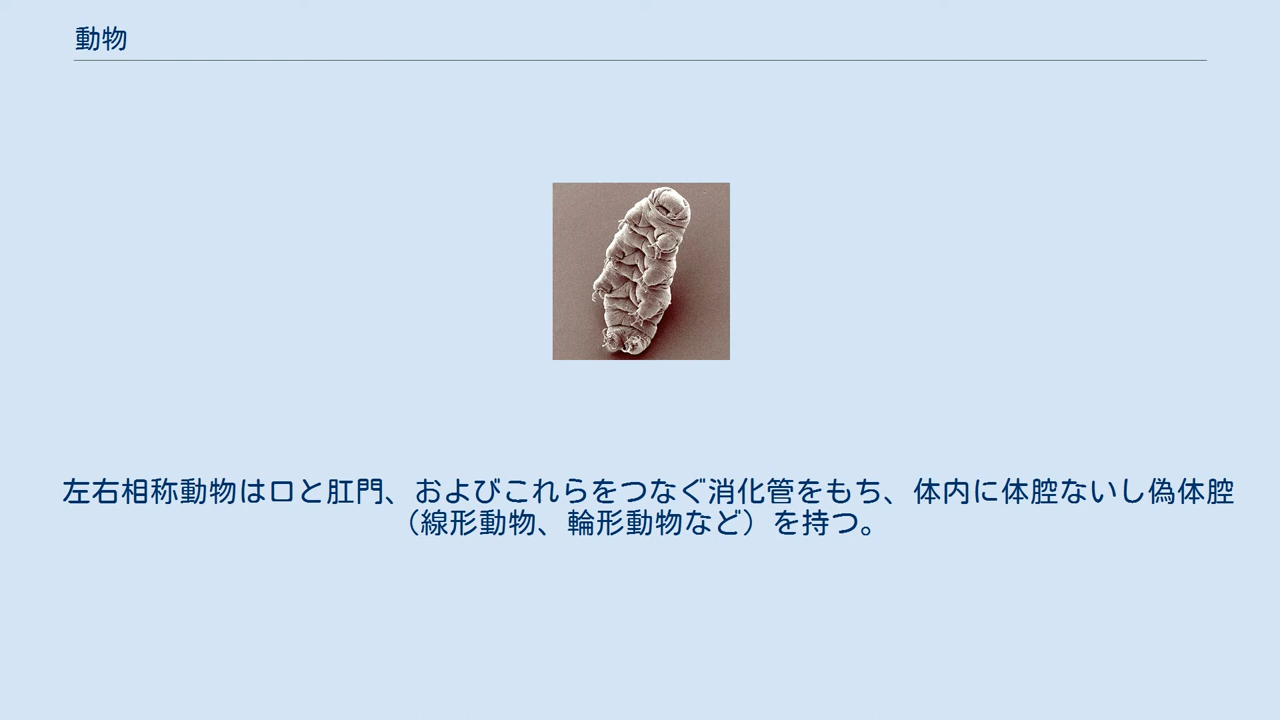 動物
左右相称動物は口と肛門、およびこれらをつなぐ消化管をもち、体内に体腔ないし偽体腔
（線形動物、輪形動物など）を持つ。